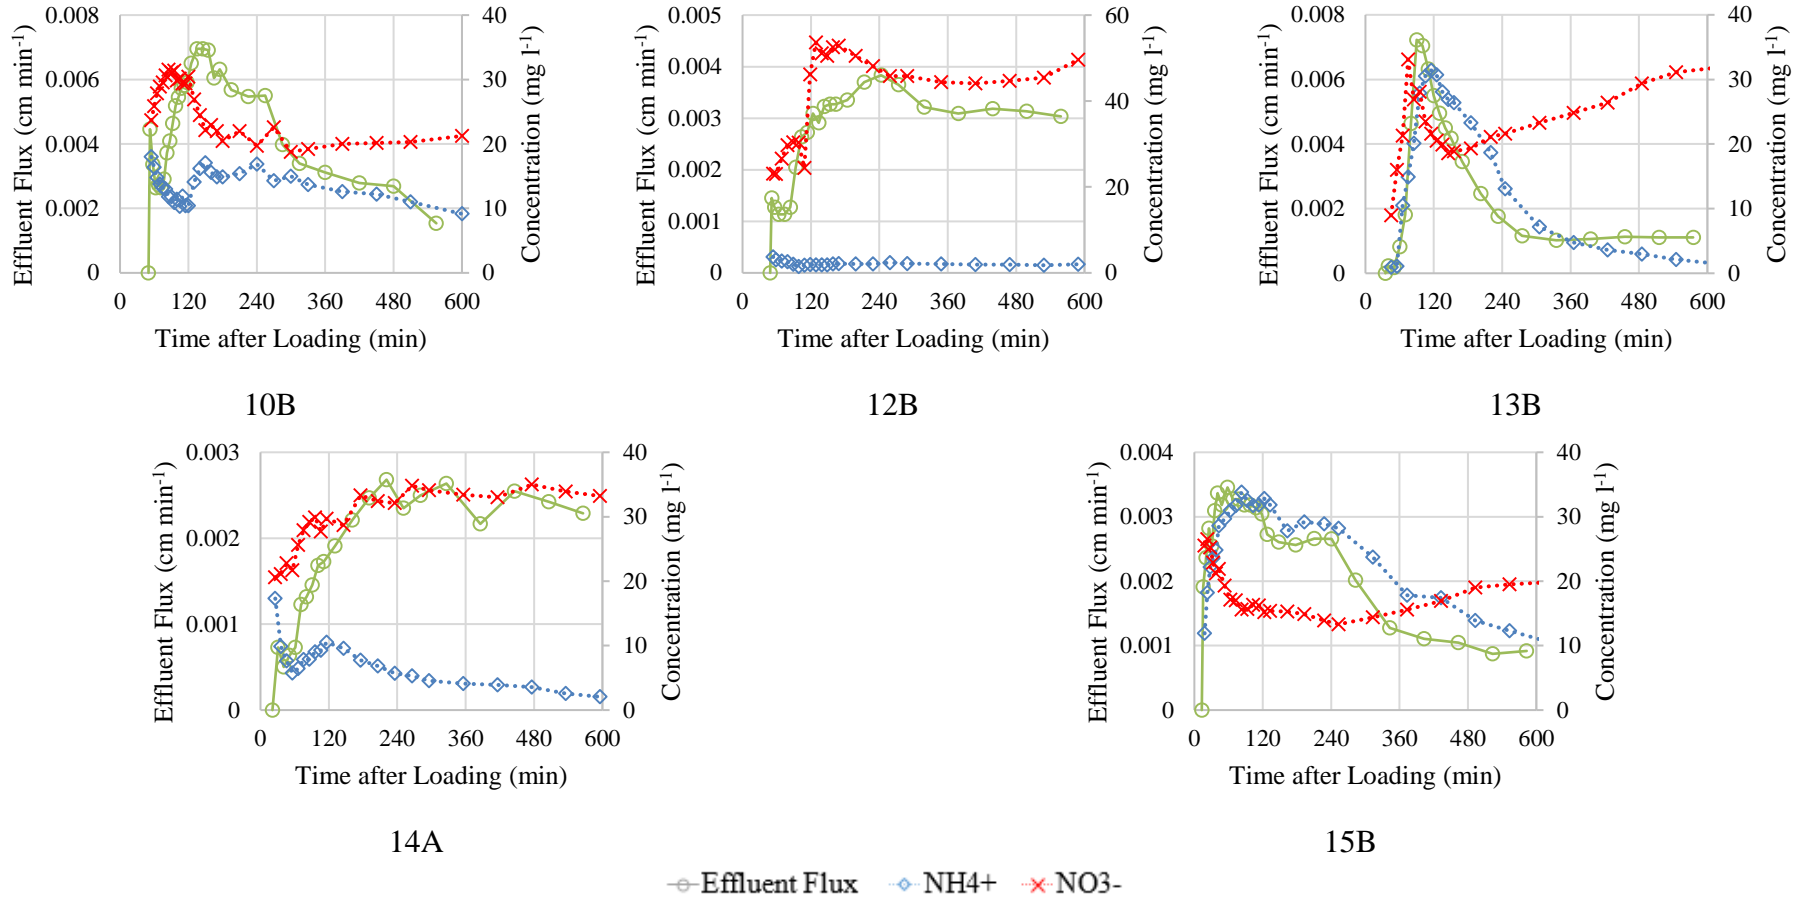 0.008
0.006
0.004
0.002
0
Effluent Flux (cm min-1)
40
30
20
10
0
Concentration (mg l-1)
0 120 240 360 480 600
Time after Loading (min)
10B
0.005
0.004
0.003
0.002
0.001
0
Effluent Flux (cm min-1)
60
40
20
0
Concentration (mg l-1)
0 120 240 360 480 600
Time after Loading (min)
12B
0.008
0.006
0.004
0.002
0
Effluent Flux (cm min-1)
40
30
20
10
0
Concentration (mg l-1)
0 120 240 360 480 600
Time after Loading (min)
13B
0.003
0.002
0.001
0
Effluent Flux (cm min-1)
40
30
20
10
0
Concentration (mg l-1)
0 120 240 360 480 600
Time after Loading (min)
14A
0.004
0.003
0.002
0.001
0
Effluent Flux (cm min-1)
40
30
20
10
0
Concentration (mg l-1)
0 120 240 360 480 600
Time after Loading (min)
15B
Effluent Flux NH4+ NO3-